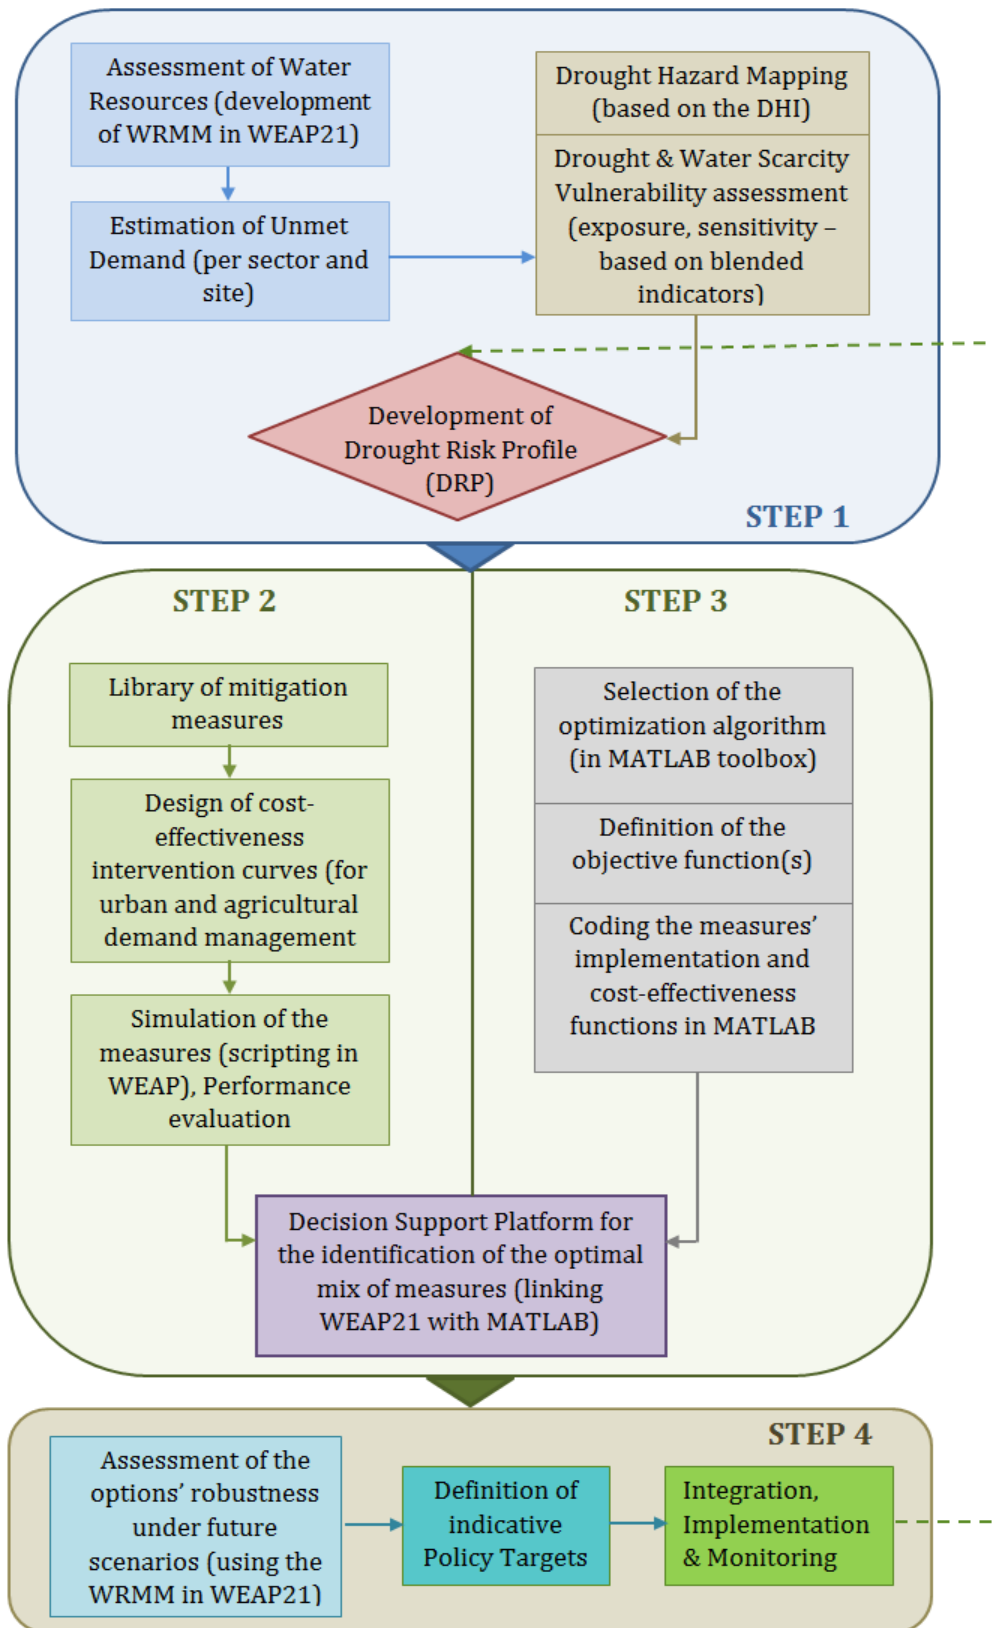 Assessment of Water
Resources (development
of WRMM in WEAP21)
Estimation of Unmet
Demand (per sector and
site)
Drought Hazard Mapping
(based on the DHI)
Drought & Water Scarcity
Vulnerability assessment
(exposure, sensitivity –
based on blended
indicators)
Development of
Drought Risk Profile
(DRP)
STEP 1
STEP 2
Library of mitigation
measures
Design of cost-
effectiveness
intervention curves (for
urban and agricultural
demand management
Simulation of the
measures (scripting in
WEAP), Performance
evaluation
STEP 3
Selection of the
optimization algorithm
(in MATLAB toolbox)
Definition of the
objective function(s)
Coding the measures’
implementation and
cost-effectiveness
functions in MATLAB
Decision Support Platform for
the identification of the optimal
mix of measures (linking
WEAP21 with MATLAB)
STEP 4
Assessment of the
options’ robustness
under future
scenarios (using the
WRMM in WEAP21)
Definition of
indicative
Policy Targets
Integration,
Implementation
& Monitoring